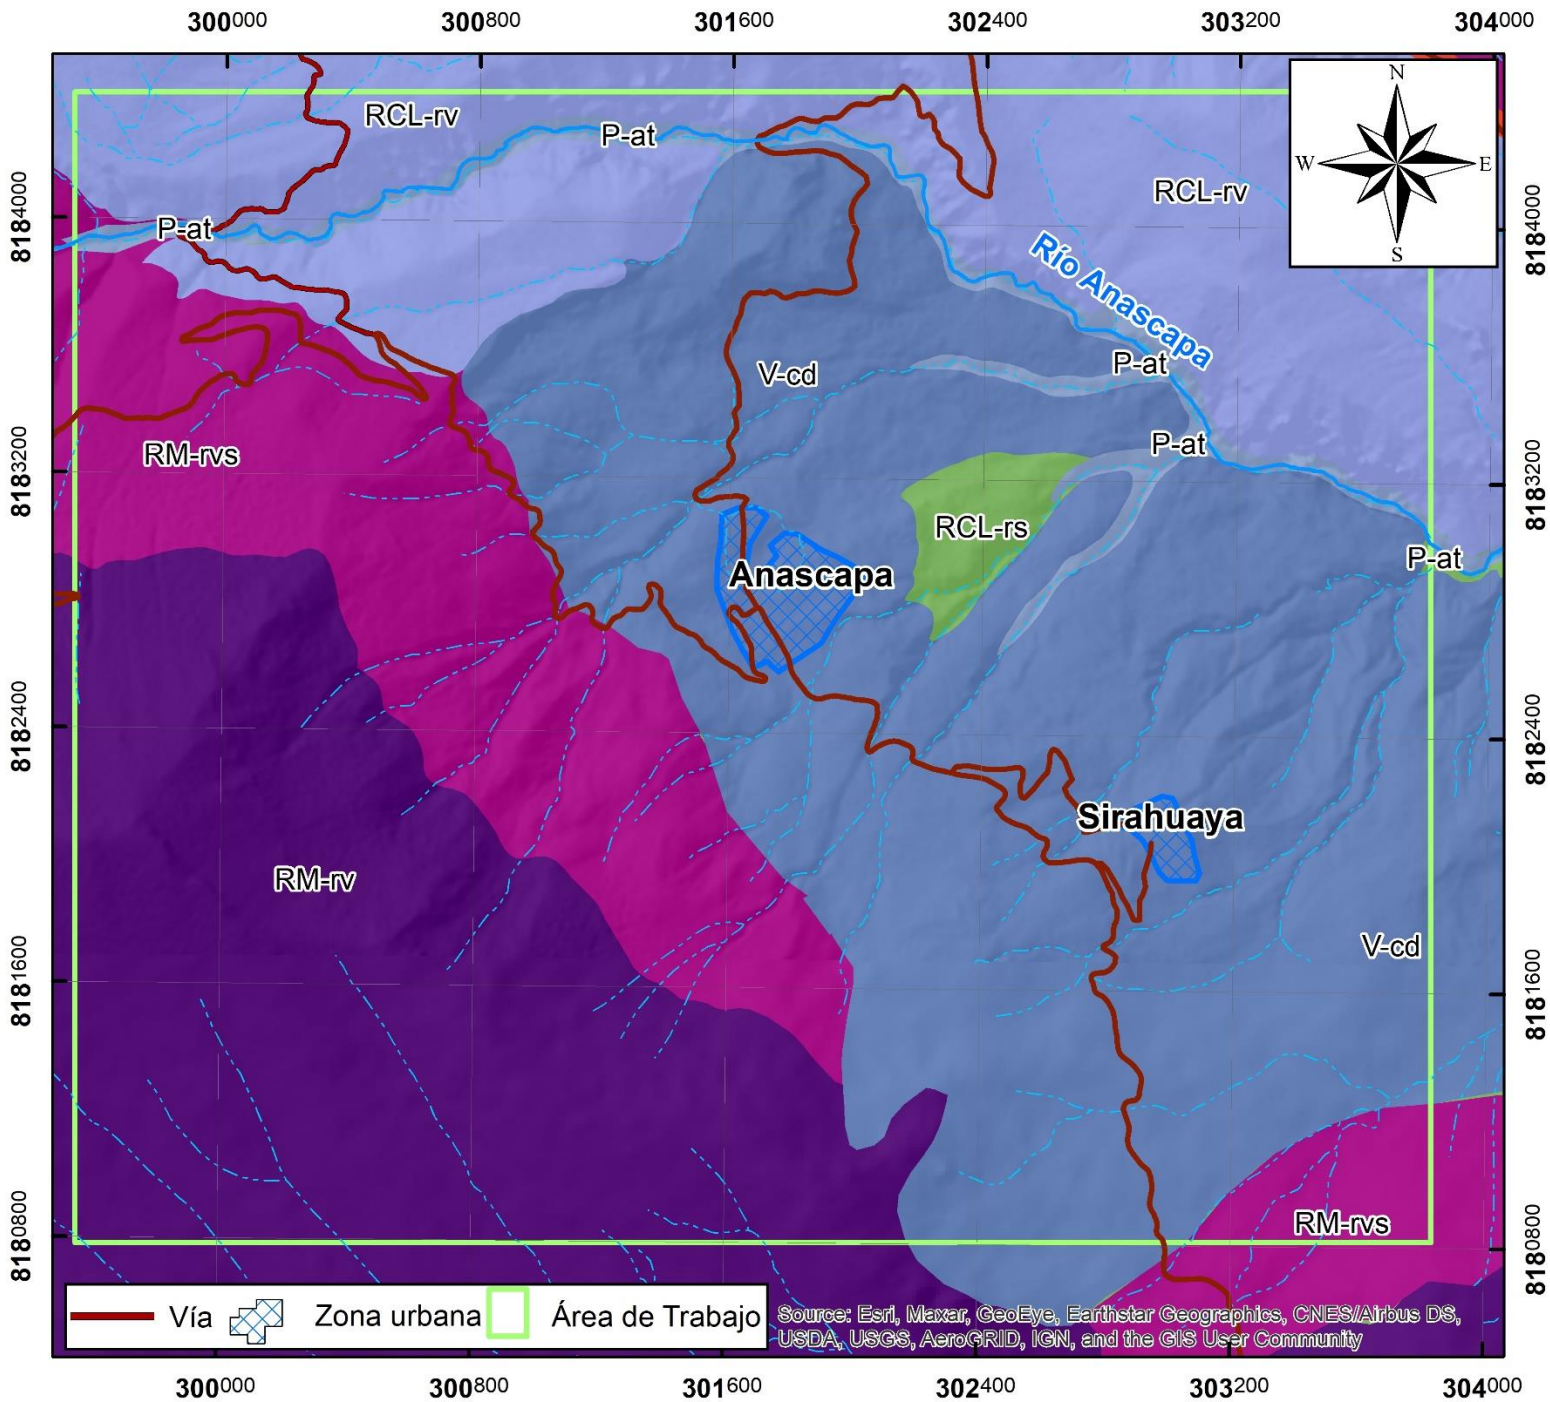 300000 300800 301600 302400 303200 304000
N
W E
S
RCL-rv
P-at
RCL-rv
8184000
8184000
P-at
Río Anascapa
P-at
V-cd
P-at
RM-rvs
8183200
8183200
RCL-rs
P-at
Anascapa
8182400
8182400
Sirahuaya
RM-rv
V-cd
8181600
8181600
RM-rvs
8180800
8180800
Vía Zona urbana Área de Trabajo
Source: Esri, Maxar, GeoEye, Earthstar Geographics, CNES/Airbus DS,
USDA, USGS, AeroGRID, IGN, and the GIS User Community
300000 300800 301600 302400 303200 304000